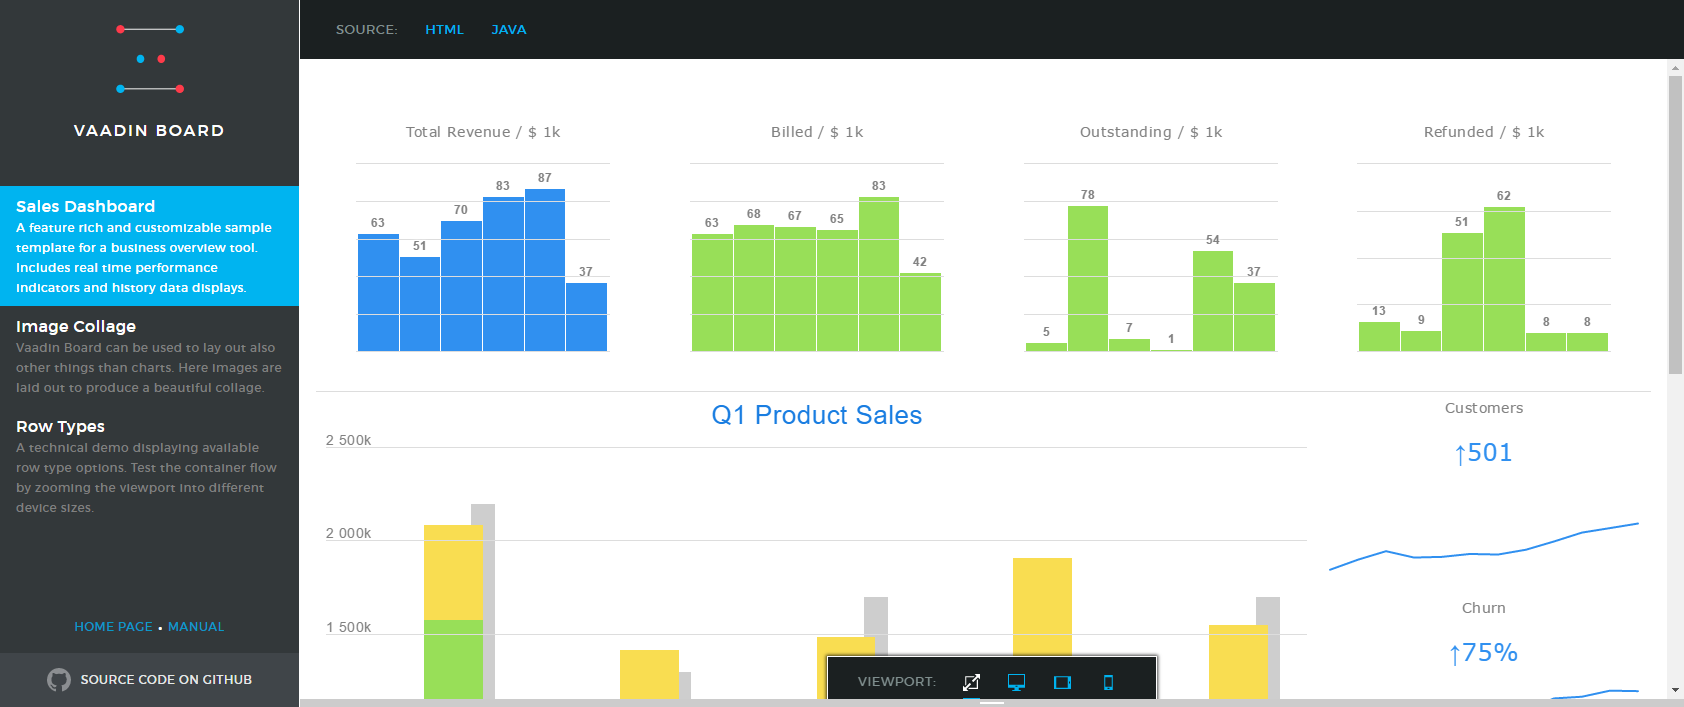 VAADIN BOARD
Sales Dashboard
A feature rich and customizable sample
template for a business overview tool.
Includes real time performance
indicators and history data displays.
Image Collage
Vaadin Board can be used to lay out also
other things than charts. Here images are
laid out to produce a beautiful collage.
Row Types
A technical demo displaying available
row type options. Test the container flow
by zooming the viewport into different
device sizes.
HOME PAGE • MANUAL
SOURCE CODE ON GITHUB
SOURCE: HTML JAVA
Total Revenue / $ 1k
63 51 70 83 87 37
Billed / $ 1k
63 68 67 65 83 42
Outstanding / $ 1k
5 78 7 1 54 37
Refunded / $ 1k
13 9 51 62 8 8
Q1 Product Sales
2 500k
2 000k
1 500k
Customers
↑501
Churn
↑75%
VIEWPORT: